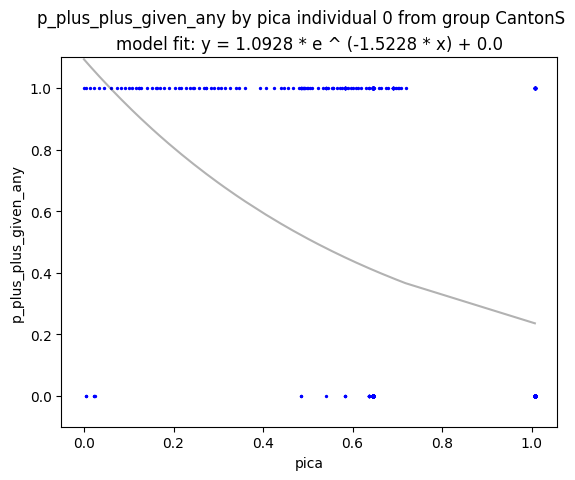 p_plus_plus_given_any by pica individual 0 from group CantonS
model fit: y = 1.0928 * e ^ (-1.5228 * x) + 0.0
1.0
0.8
0.6
0.4
0.2
0.0
p_plus_plus_given_any
0.0 0.2 0.4 0.6 0.8 1.0
pica